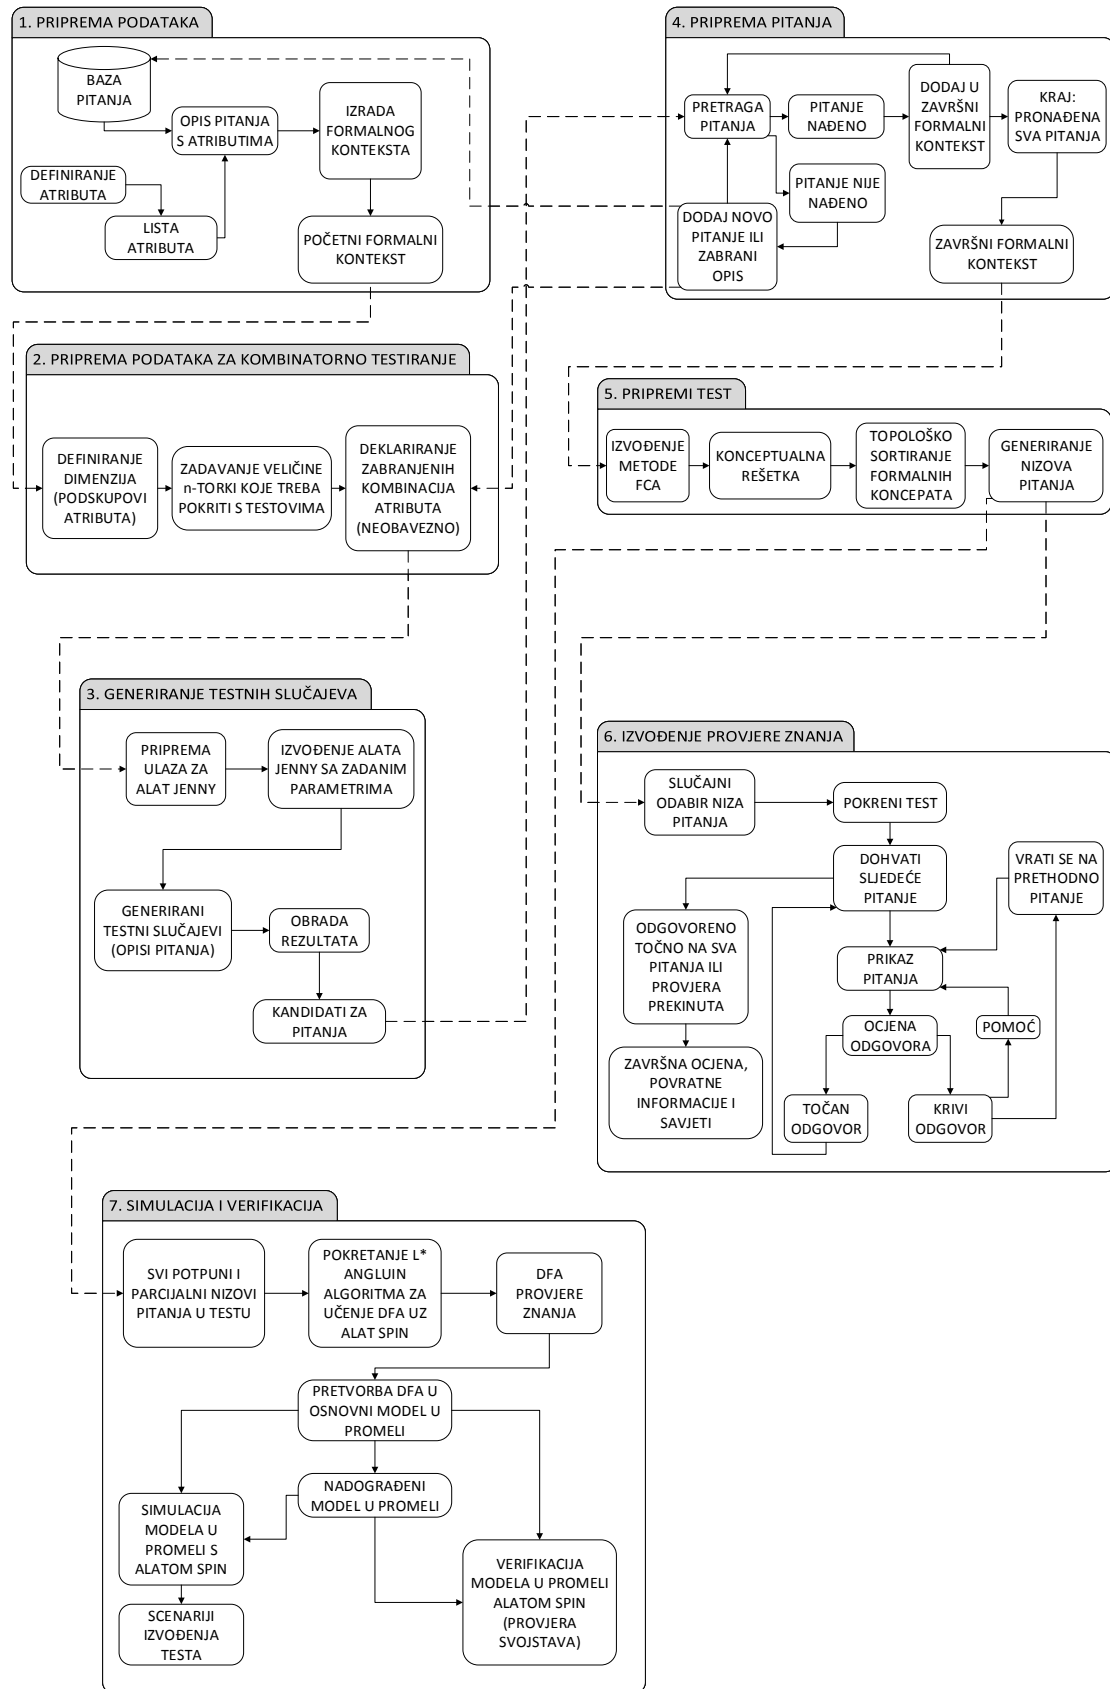 1. PRIPREMA PODATAKA
BAZA
PITANJA
OPIS PITANJA
S ATRIBUTIMA
IZRADA
FORMALNOG
KONTEKSTA
DEFINIRANJE
ATRIBUTA
LISTA
ATRIBUTA
POČETNI FORMALNI
KONTEKST
4. PRIPREMA PITANJA
PRETRAGA
PITANJA
PITANJE
NAĐENO
DODAJ U
ZAVRŠNI
FORMALNI
KONTEKST
KRAJ:
PRONAĐENA
SVA PITANJA
PITANJE NIJE
NAĐENO
DODAJ NOVO
PITANJE ILI
ZABRANI
OPIS
ZAVRŠNI FORMALNI
KONTEKST
2. PRIPREMA PODATAKA ZA KOMBINATORNO TESTIRANJE
DEFINIRANJE
DIMENZIJA
(PODSKUPOVI
ATRIBUTA)
ZADAVANJE VELIČINE
n-TORKI KOJE TREBA
POKRITI S TESTOVIMA
DEKLARIRANJE
ZABRANJENIH
KOMBINACIJA
ATRIBUTA
(NEOBAVEZNO)
5. PRIPREMI TEST
IZVOĐENJE
METODE
FCA
KONCEPTUALNA
REŠETKA
TOPOLOŠKO
SORTIRANJE
FORMALNIH
KONCEPATA
GENERIRANJE
NIZOVA
PITANJA
3. GENERIRANJE TESTNIH SLUČAJEVA
PRIPREMA
ULAZA ZA
ALAT JENNY
IZVOĐENJE ALATA
JENNY SA ZADANIM
PARAMETRIMA
GENERIRANI
TESTNI SLUČAJEVI
(OPISI PITANJA)
OBRADA
REZULTATA
KANDIDATI ZA
PITANJA
6. IZVOĐENJE PROVJERE ZNANJA
SLUČAJNI
ODABIR NIZA
PITANJA
POKRENI TEST
DOHVATI
SLJEDEĆE
PITANJE
VRATI SE NA
PRETHODNO
PITANJE
ODGOVORENO
TOČNO NA SVA
PITANJA ILI
PROVJERA
PREKINUTA
PRIKAZ
PITANJA
OCJENA
ODGOVORA
POMOĆ
ZAVRŠNA OCJENA,
POVRATNE
INFORMACIJE I
SAVJETI
TOČAN
ODGOVOR
KRIVI
ODGOVOR
7. SIMULACIJA I VERIFIKACIJA
SVI POTPUNI I
PARCIJALNI NIZOVI
PITANJA U TESTU
POKRETANJE L*
ANGLUIN
ALGORITMA ZA
UČENJE DFA UZ
ALAT SPIN
DFA
PROVJERE
ZNANJA
PRETVORBA DFA U
OSNOVNI MODEL U
PROMELI
NADOGRAĐENI
MODEL U PROMELI
SIMULACIJA
MODELA U
PROMELI S
ALATOM SPIN
VERIFIKACIJA
MODELA U PROMELI
ALATOM SPIN
(PROVJERA
SVOJSTAVA)
SCENARIJI
IZVOĐENJA
TESTA